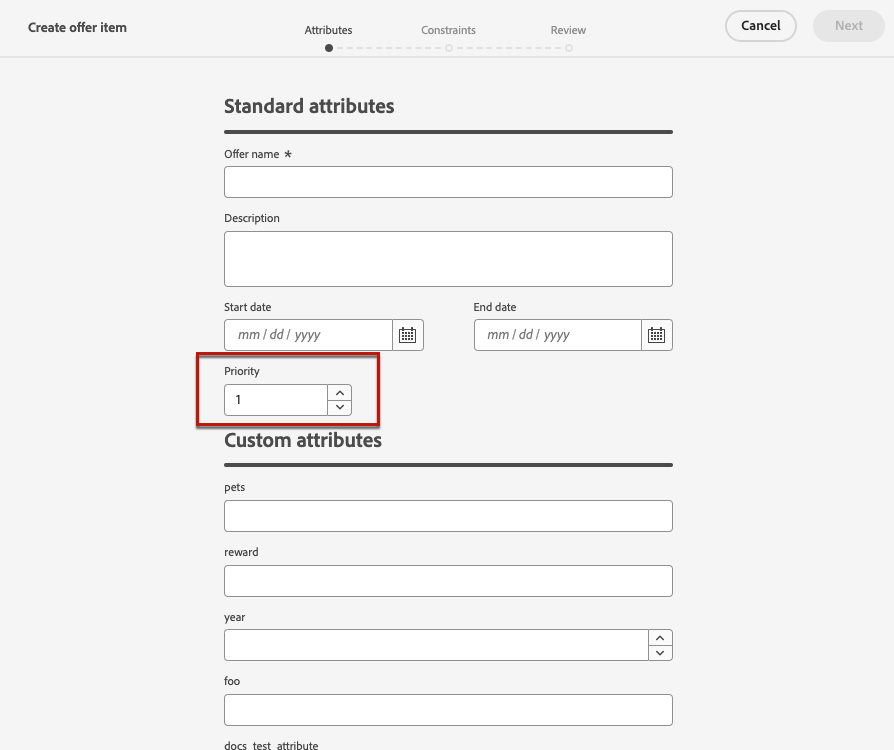 Create offer item
Attributes
Constraints
Review
Cancel
Next
Standard attributes
Offer name *
Description
Start date
End date
mm / dd / yyyy
mm / dd / yyyy
Priority
1
Custom attributes
pets
reward
year
foo
docs_test_attribute